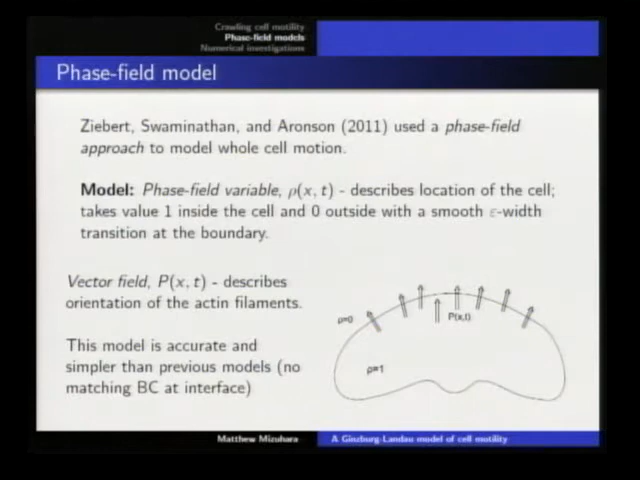 Crawling cell motility
Phase-field models
Numerical investigations
Phase-field model
Ziebert, Swaminathan, and Aronson (2011) used a phase-field
approach to model whole cell motion.
Model: Phase-field variable, ρ(x, t) - describes location of the cell;
takes value 1 inside the cell and 0 outside with a smooth ε-width
transition at the boundary.
Vector field, P(x, t) - describes
orientation of the actin filaments.
This model is accurate and
simpler than previous models (no
matching BC at interface)
ρ=0
P(x,t)
ρ=1
Matthew Mizuhara
A Ginzburg-Landau model of cell motility